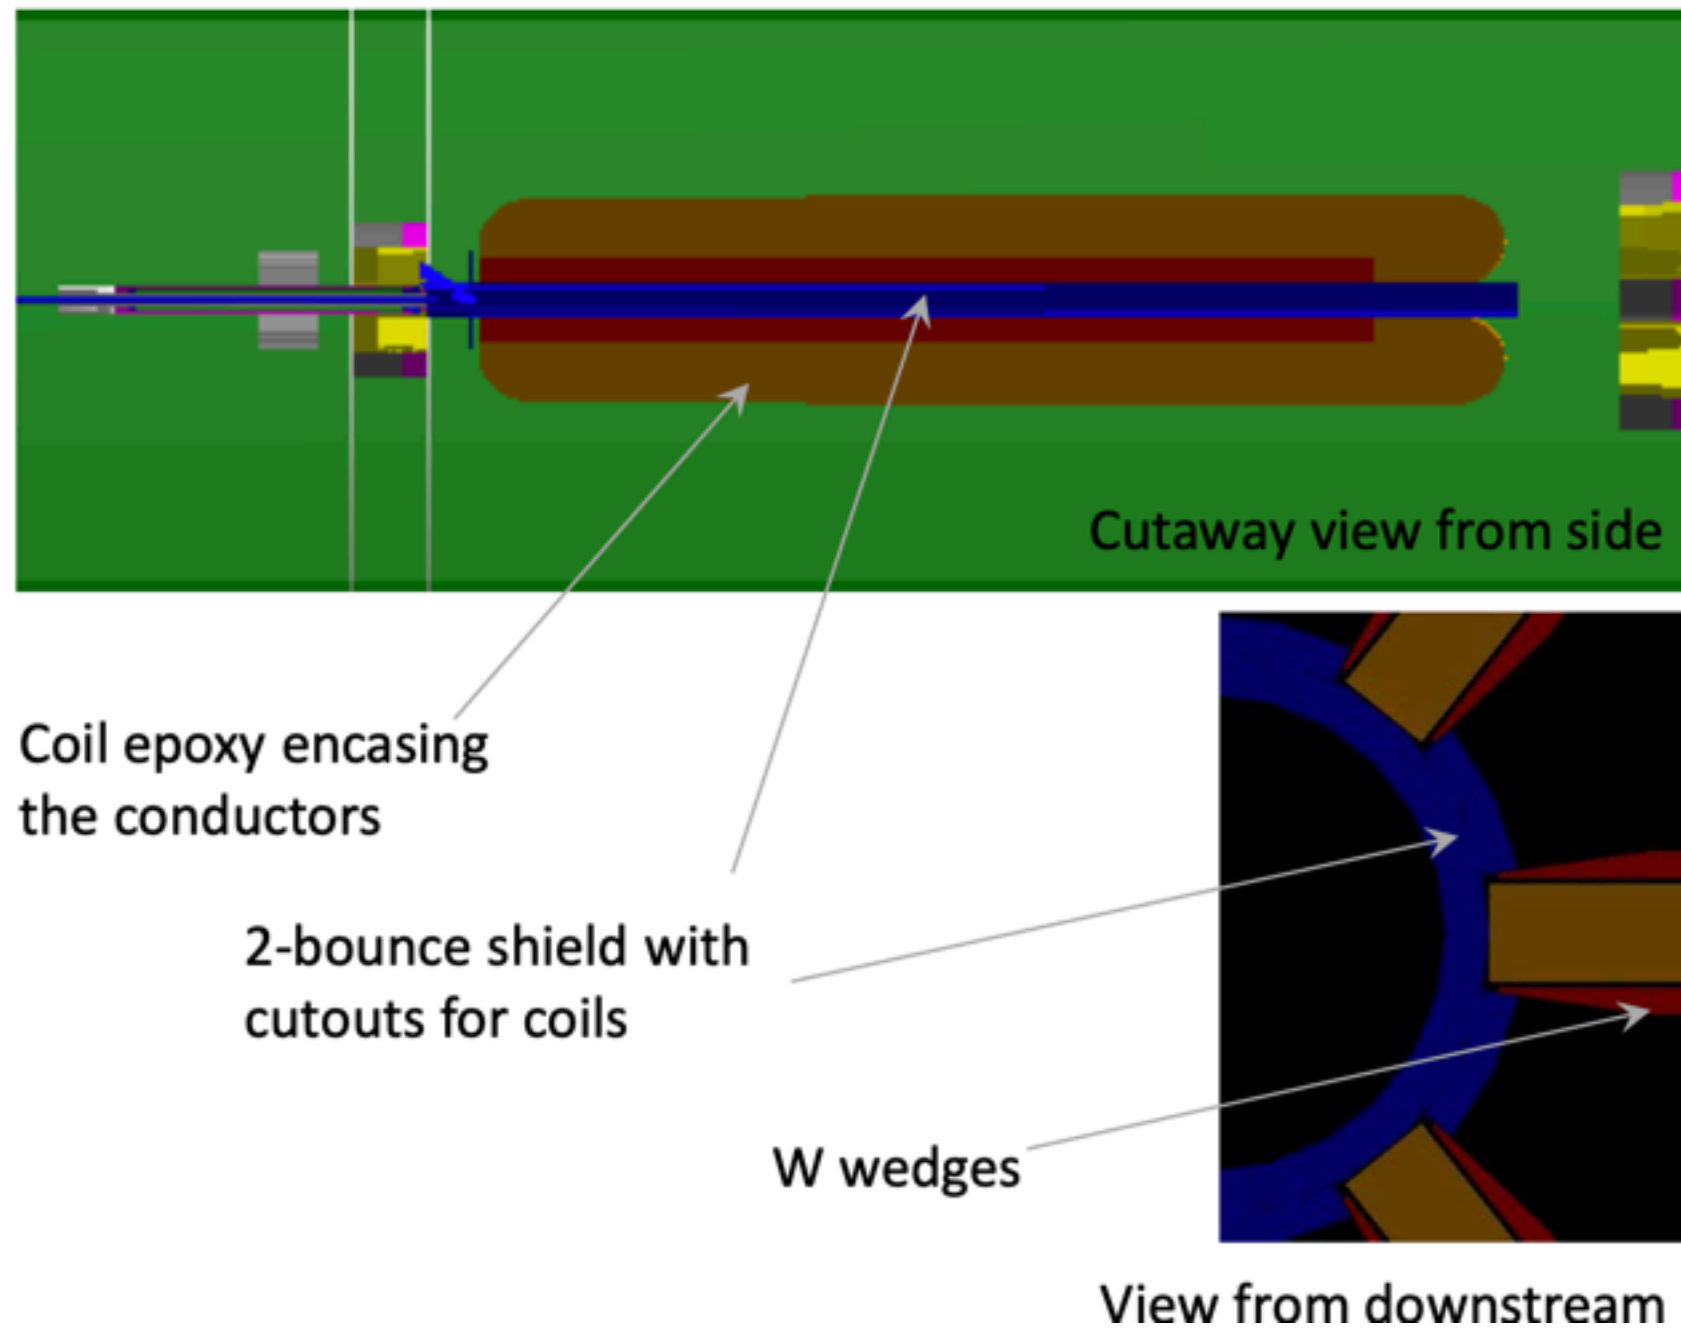 Cutaway view from side
Coil epoxy encasing
the conductors
2-bounce shield with
cutouts for coils
W wedges
View from downstream